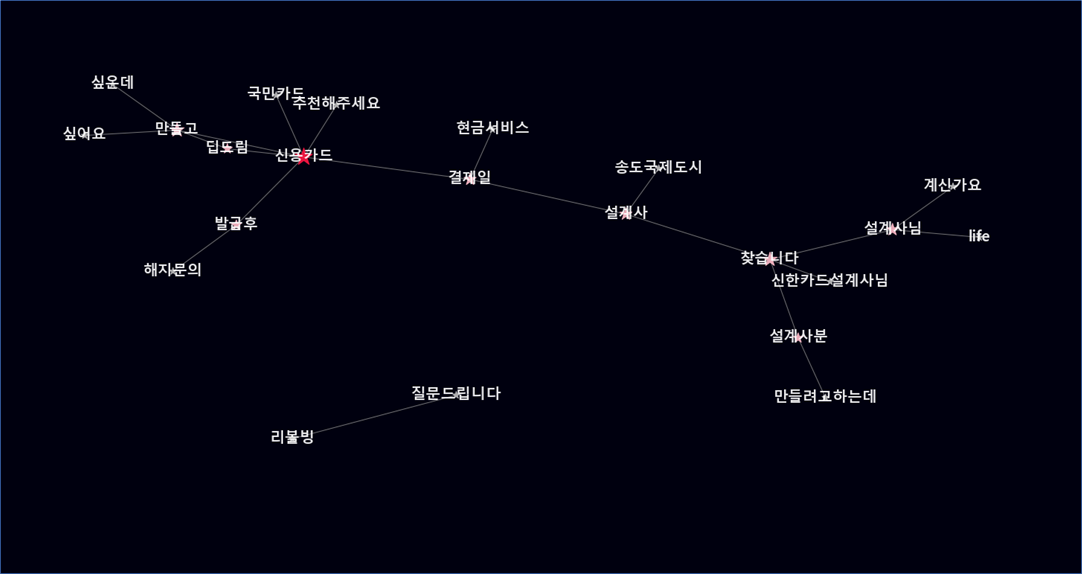 싶은데
국민카드
추천해주세요
싶어요
만들고
현금서비스
딥드림
신용카드
송도국제도시
결제일
계신가요
설계사
발급후
설계사님
life
찾습니다
해지문의
신한카드설계사님
설계사분
질문드립니다
만들려고하는데
리볼빙